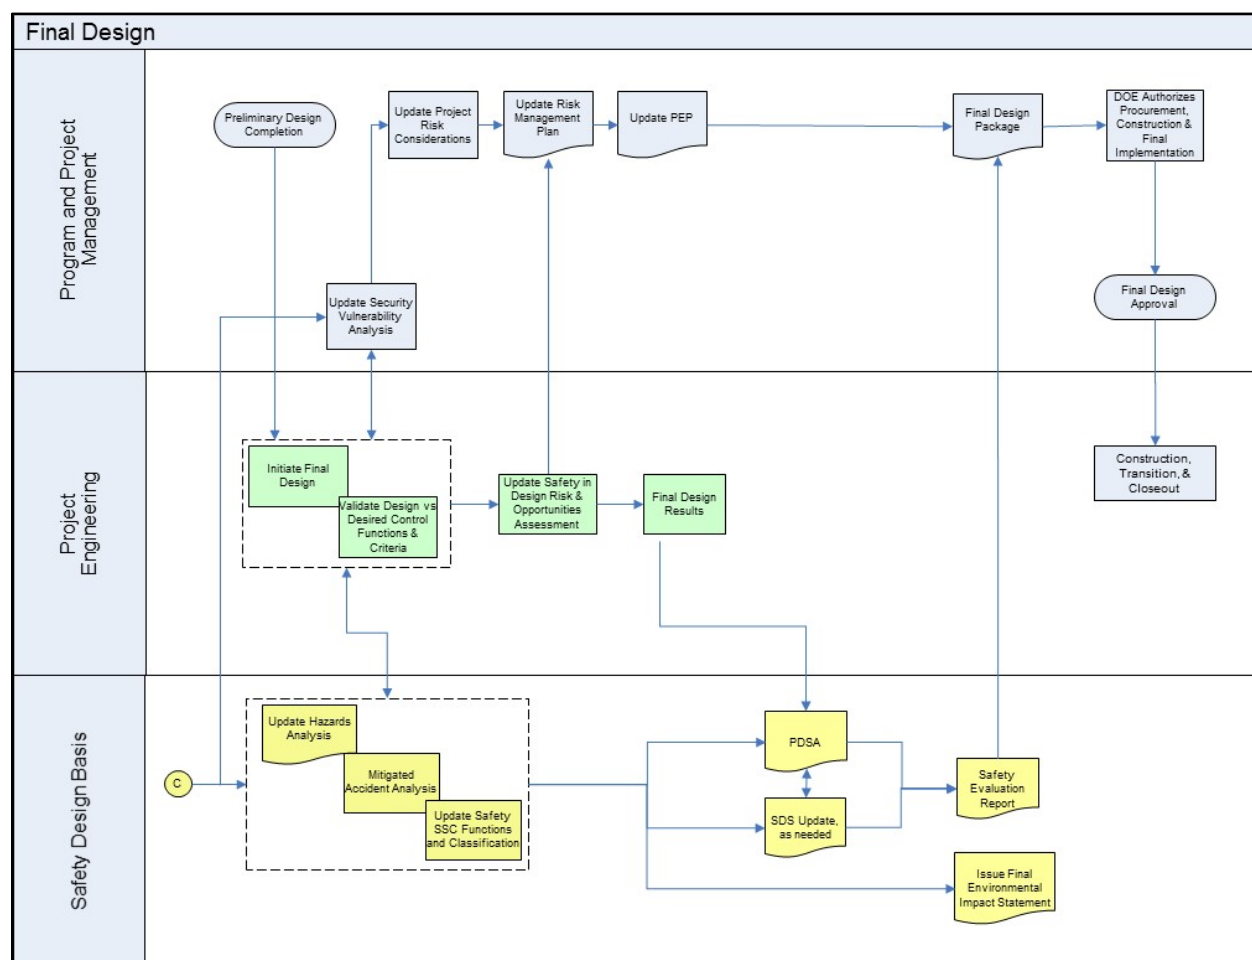 Final Design
Program and Project
Management
Preliminary Design
Completion
Update Project
Risk
Considerations
Update Risk
Management
Plan
Update PEP
Final Design
Package
DOE Authorizes
Procurement,
Construction &
Final
Implementation
Update Security
Vulnerability
Analysis
Final Design
Approval
Project
Engineering
Initiate Final
Design
Validate Design vs
Desired Control
Functions &
Criteria
Update Safety in
Design Risk &
Opportunities
Assessment
Final Design
Results
Construction,
Transition, &
Closeout
Safety Design Basis
C
Update Hazards
Analysis
Mitigated
Accident Analysis
Update Safety
SSC Functions
and Classification
PDSA
SDS Update,
as needed
Safety
Evaluation
Report
Issue Final
Environmental
Impact Statement